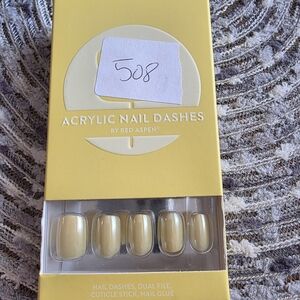 508
ACRYLIC NAIL DASHES
BY RED ASPEN
NAIL DASHES, DUAL FILE,
CUTICLE STICK, NAIL GLUE